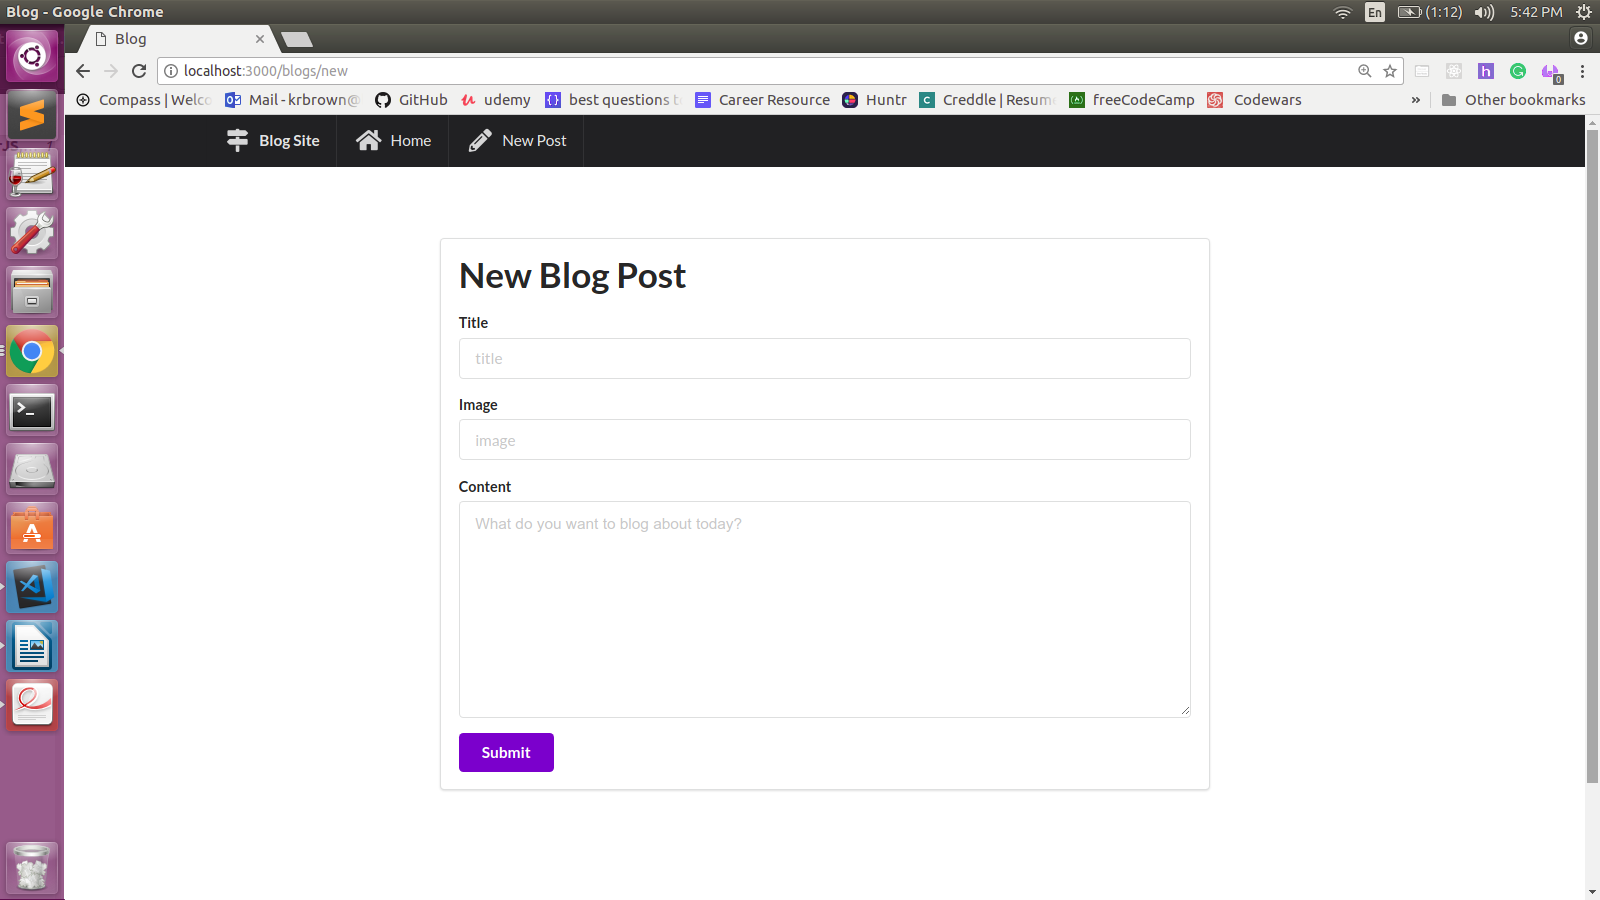 Blog - Google Chrome
En
(1:12)
5:42 PM
Blog
localhost:3000/blogs/new
h
0
Compass | Welco
Mail - krbrown@
GitHub
udemy
best questions t
Career Resource
Huntr
C
Creddle | Resum
freeCodeCamp
Codewars
»
Other bookmarks
Blog Site
Home
New Post
New Blog Post
Title
title
Image
image
Content
What do you want to blog about today?
Submit